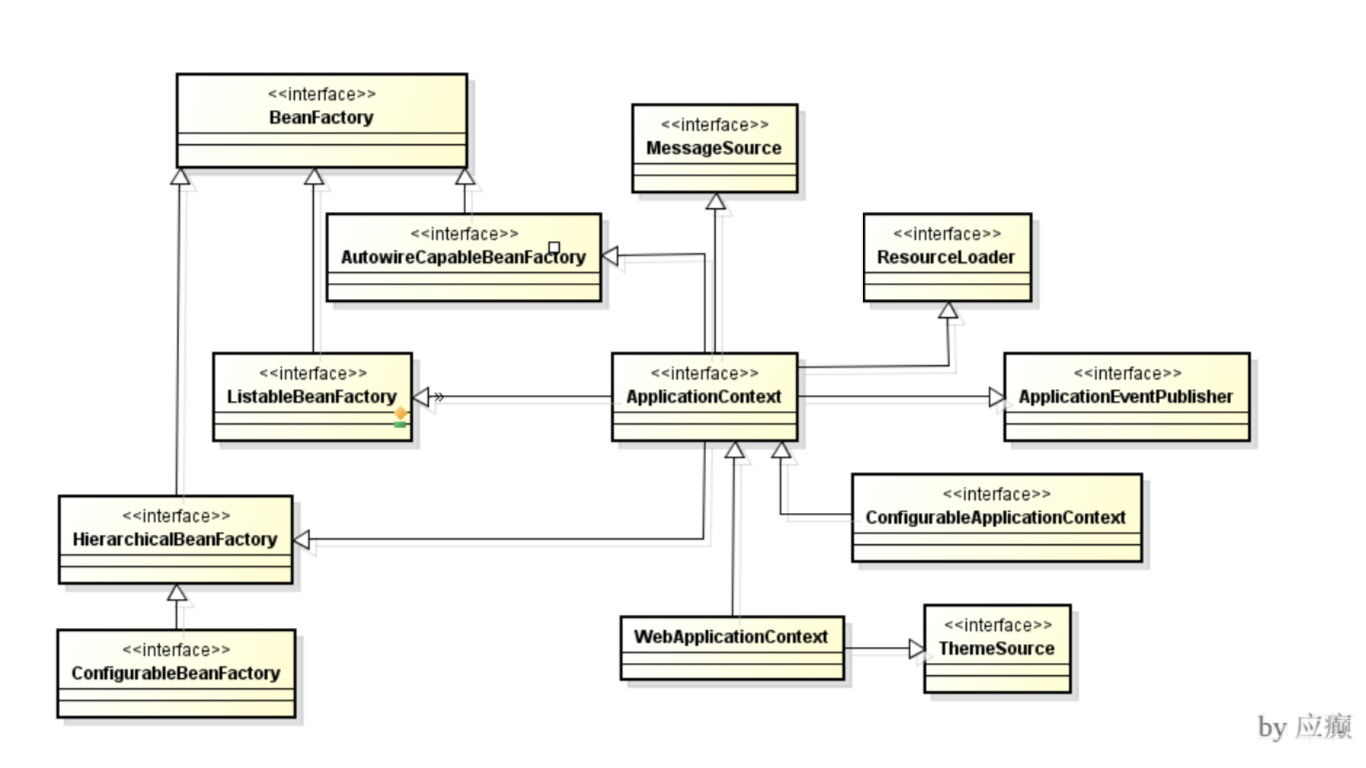 <<interface>>
BeanFactory
<<interface>>
MessageSource
<<interface>>
AutowireCapableBeanFactory
<<interface>>
ResourceLoader
<<interface>>
ListableBeanFactory
<<interface>>
ApplicationContext
<<interface>>
ApplicationEventPublisher
<<interface>>
HierarchicalBeanFactory
<<interface>>
ConfigurableApplicationContext
<<interface>>
ConfigurableBeanFactory
WebApplicationContext
<<interface>>
ThemeSource
by 应癫